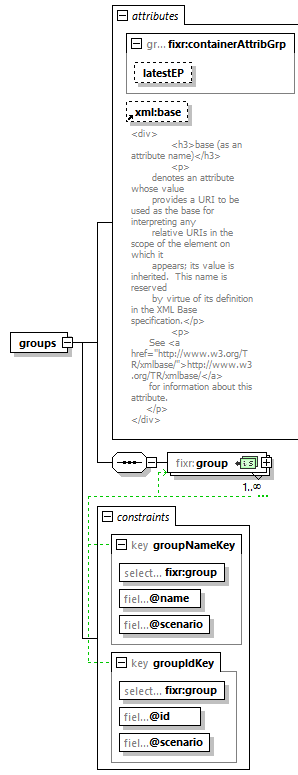 attributes
gr... fixr:containerAttribGrp
latestEP
xml:base
<div>
<h3>base (as an
attribute name)</h3>
<p>
denotes an attribute
whose value
provides a URI to be
used as the base for
interpreting any
relative URIs in the
scope of the element on
which it
appears; its value is
inherited.  This name is
reserved
by virtue of its definition
in the XML Base
specification.</p>
<p>
See <a
href="http://www.w3.org/T
R/xmlbase/">http://www.w3
.org/TR/xmlbase/</a>
for information about this
attribute.
</p>
</div>
groups
fixr:group
1..∞
constraints
key groupNameKey
select... fixr:group
fiel... @name
fiel... @scenario
key groupIdKey
select... fixr:group
fiel... @id
fiel... @scenario